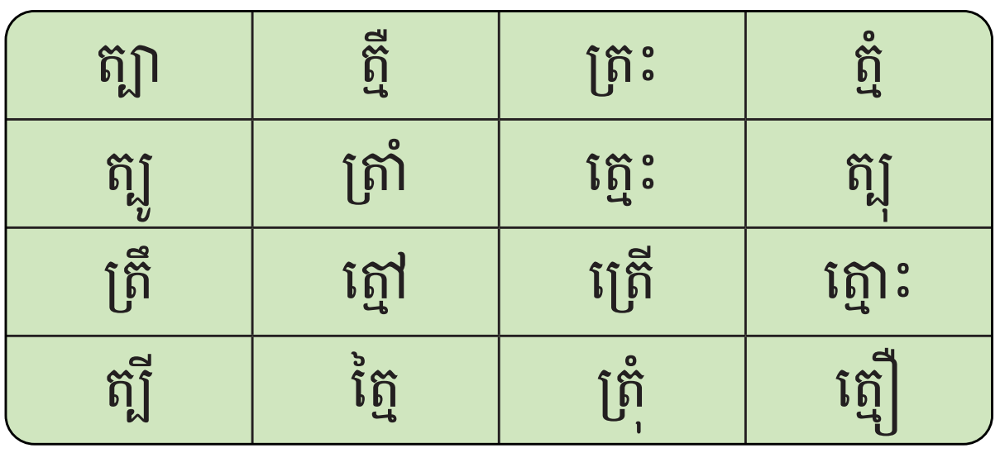 ត្បា ត្មឺ ត្រះ ត្មំ
ត្បូ ត្រាំ ត្មេះ ត្បុ
ត្រឹ ត្មៅ ត្រើ ត្មោះ
ត្បី ត្មៃ ត្រុំ ត្មឿ